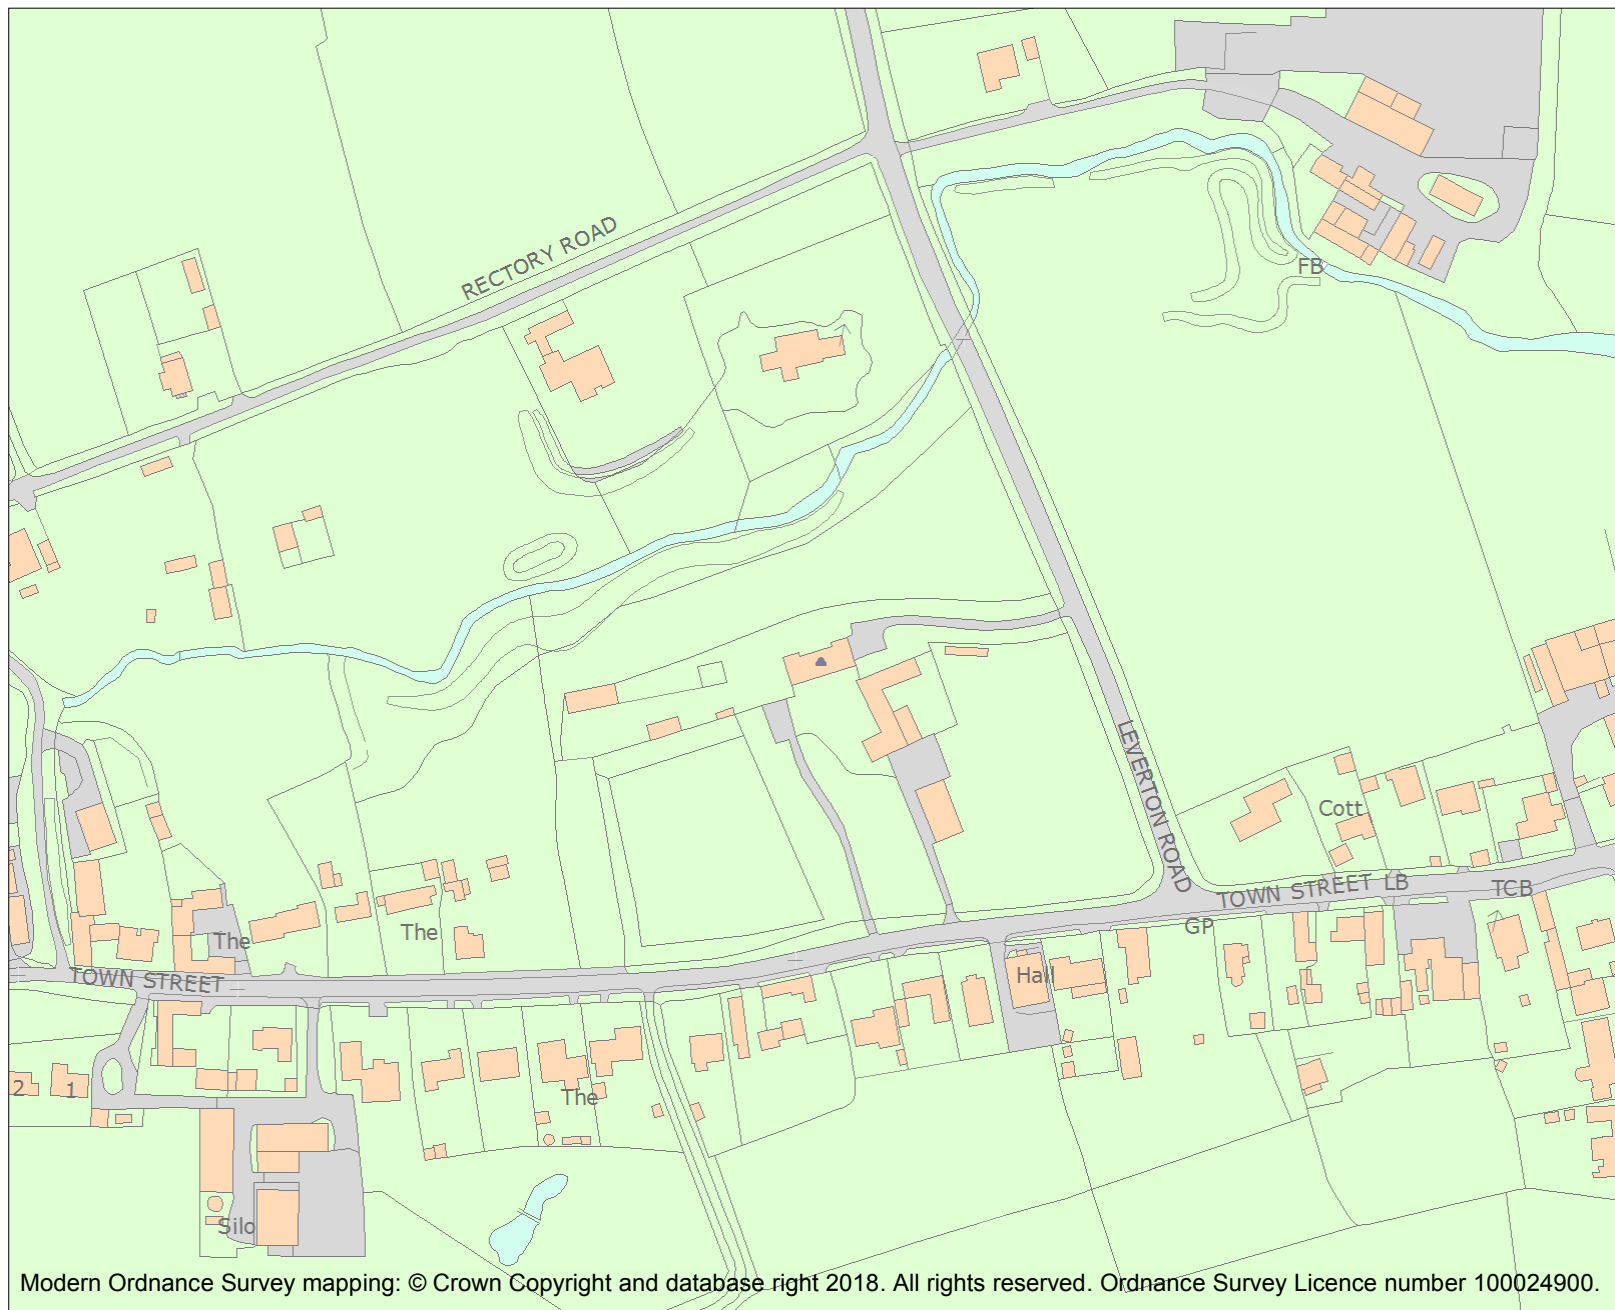 RECTORY ROAD
FB
LEVERTON ROAD
Cott
TOWN STREET
LB
TCB
GP
The
The
Hall
TOWN STREET
2
1
The
Silo
Modern Ordnance Survey mapping: © Crown Copyright and database right 2018. All rights reserved. Ordnance Survey Licence number 100024900.